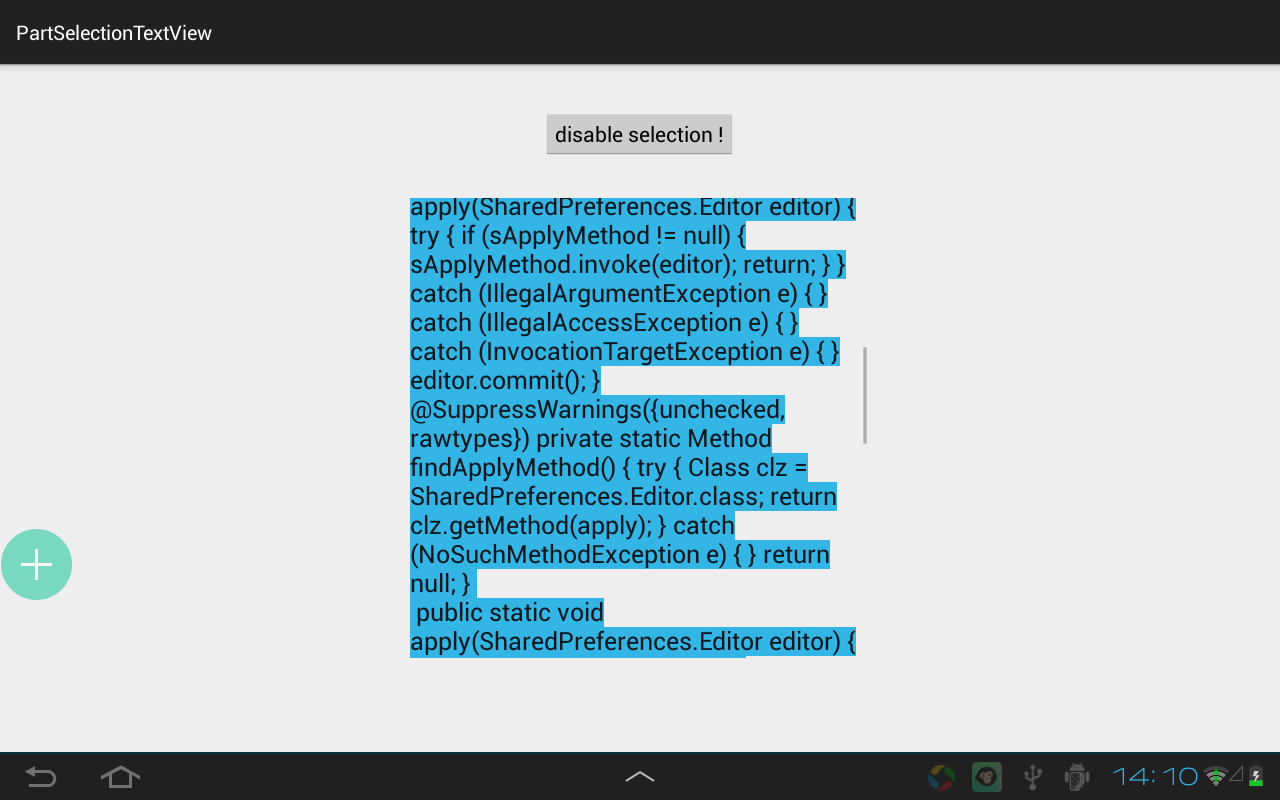 PartSelectionTextView
disable selection !
apply(SharedPreferences.Editor editor) {
try { if (sApplyMethod != null) {
sApplyMethod.invoke(editor); return; } }
catch (IllegalArgumentException e) { }
catch (IllegalAccessException e) { }
catch (InvocationTargetException e) { }
editor.commit(); }
@SuppressWarnings({unchecked,
rawtypes}) private static Method
findApplyMethod() { try { Class clz =
SharedPreferences.Editor.class; return
clz.getMethod(apply); } catch
(NoSuchMethodException e) { } return
null; }
public static void
apply(SharedPreferences.Editor editor) {
14:10